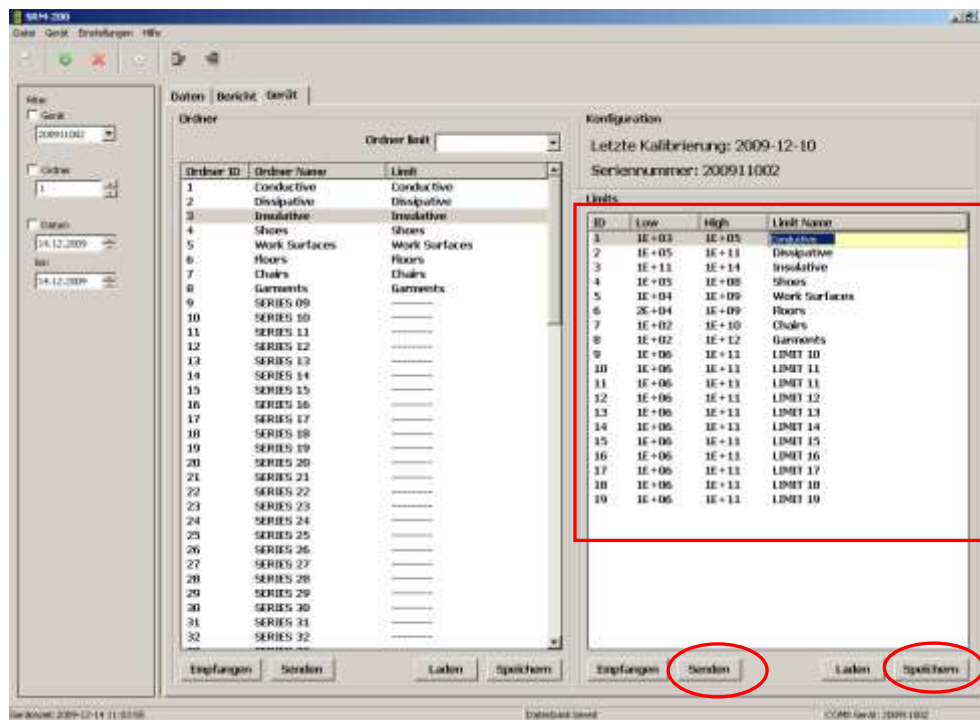 SRM-200
Datei Gerät Einstellungen Hilfe
Filter
Gerät
200911002
Ordner
1
Datum
14.12.2009
bis:
14.12.2009
Daten Bericht Gerät
Ordner
Ordner limit
Ordner ID Ordner Name Limit
1 Conductive Conductive
2 Dissipative Dissipative
3 Insulative Insulative
4 Shoes Shoes
5 Work Surfaces Work Surfaces
6 Floors Floors
7 Chairs Chairs
8 Garments Garments
9 SERIES 09 --------
10 SERIES 10 --------
11 SERIES 11 --------
12 SERIES 12 --------
13 SERIES 13 --------
14 SERIES 14 --------
15 SERIES 15 --------
16 SERIES 16 --------
17 SERIES 17 --------
18 SERIES 18 --------
19 SERIES 19 --------
20 SERIES 20 --------
21 SERIES 21 --------
22 SERIES 22 --------
23 SERIES 23 --------
24 SERIES 24 --------
25 SERIES 25 --------
26 SERIES 26 --------
27 SERIES 27 --------
28 SERIES 28 --------
29 SERIES 29 --------
30 SERIES 30 --------
31 SERIES 31 --------
32 SERIES 32 --------
Empfangen Senden Laden Speichern
Konfiguration
Letzte Kalibrierung: 2009-12-10
Seriennummer: 200911002
Limits
ID Low High Limit Name
1 1E+03 1E+05 Conductive
2 1E+05 1E+11 Dissipative
3 1E+11 1E+14 Insulative
4 1E+05 1E+08 Shoes
5 1E+04 1E+09 Work Surfaces
6 2E+04 1E+09 Floors
7 1E+02 1E+10 Chairs
8 1E+02 1E+12 Garments
9 1E+06 1E+11 LIMIT 10
10 1E+06 1E+11 LIMIT 11
11 1E+06 1E+11 LIMIT 11
12 1E+06 1E+11 LIMIT 12
13 1E+06 1E+11 LIMIT 13
14 1E+06 1E+11 LIMIT 14
15 1E+06 1E+11 LIMIT 15
16 1E+06 1E+11 LIMIT 16
17 1E+06 1E+11 LIMIT 17
18 1E+06 1E+11 LIMIT 18
19 1E+06 1E+11 LIMIT 19
Empfangen Senden Laden Speichern
2009-12-14 11:03:55
Datenbank bereit
Gerät: 200911002